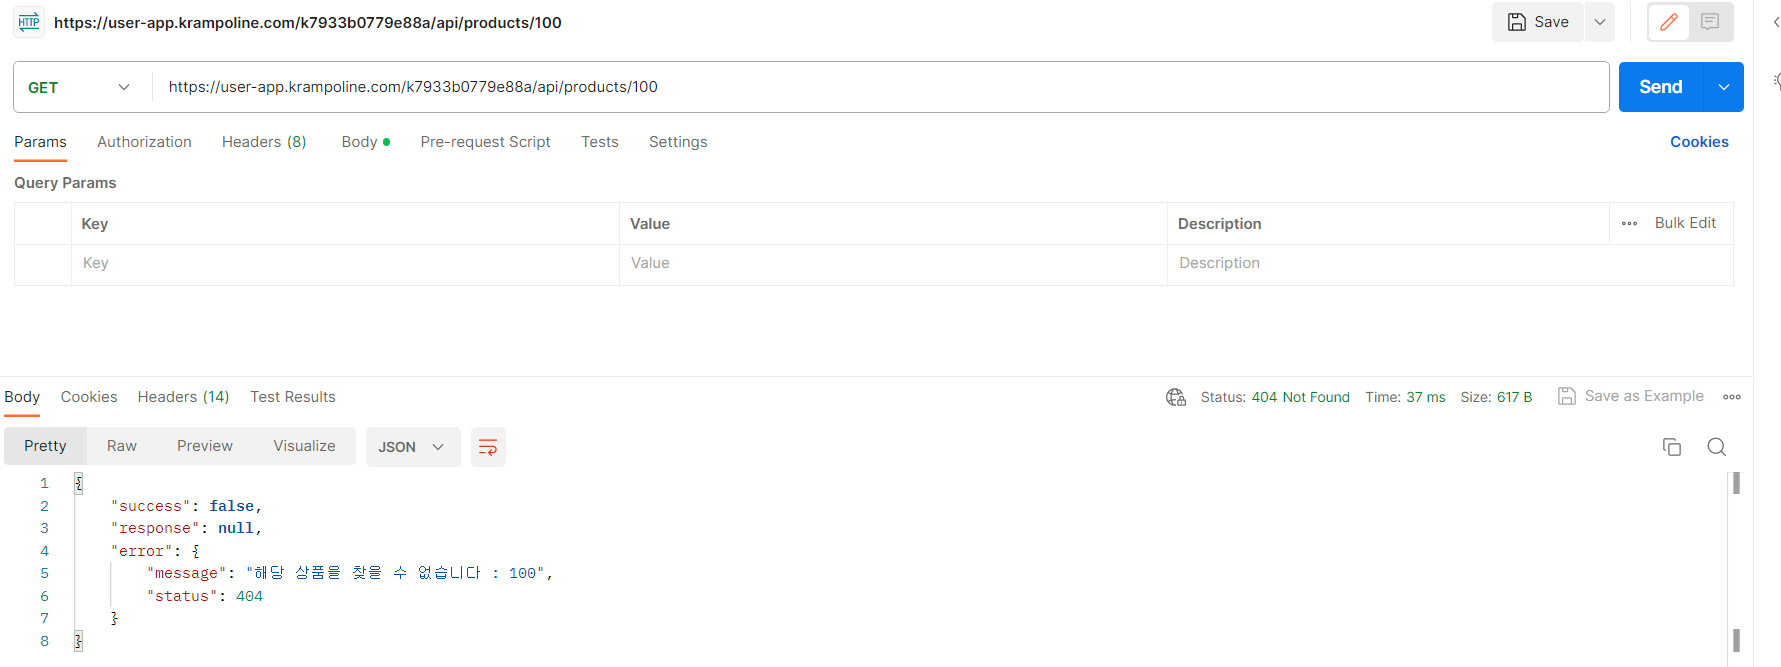 HTTP https://user-app.krampoline.com/k7933b0779e88a/api/products/100 Save
GET https://user-app.krampoline.com/k7933b0779e88a/api/products/100 Send
Params Authorization Headers (8) Body Pre-request Script Tests Settings Cookies
Query Params
Key Value Description Bulk Edit
Key Value Description
Body Cookies Headers (14) Test Results Status: 404 Not Found Time: 37 ms Size: 617 B Save as Example
Pretty Raw Preview Visualize JSON
1 {
2 "success": false,
3 "response": null,
4 "error": {
5 "message": "해당 상품을 찾을 수 없습니다 : 100",
6 "status": 404
7 }
8 }